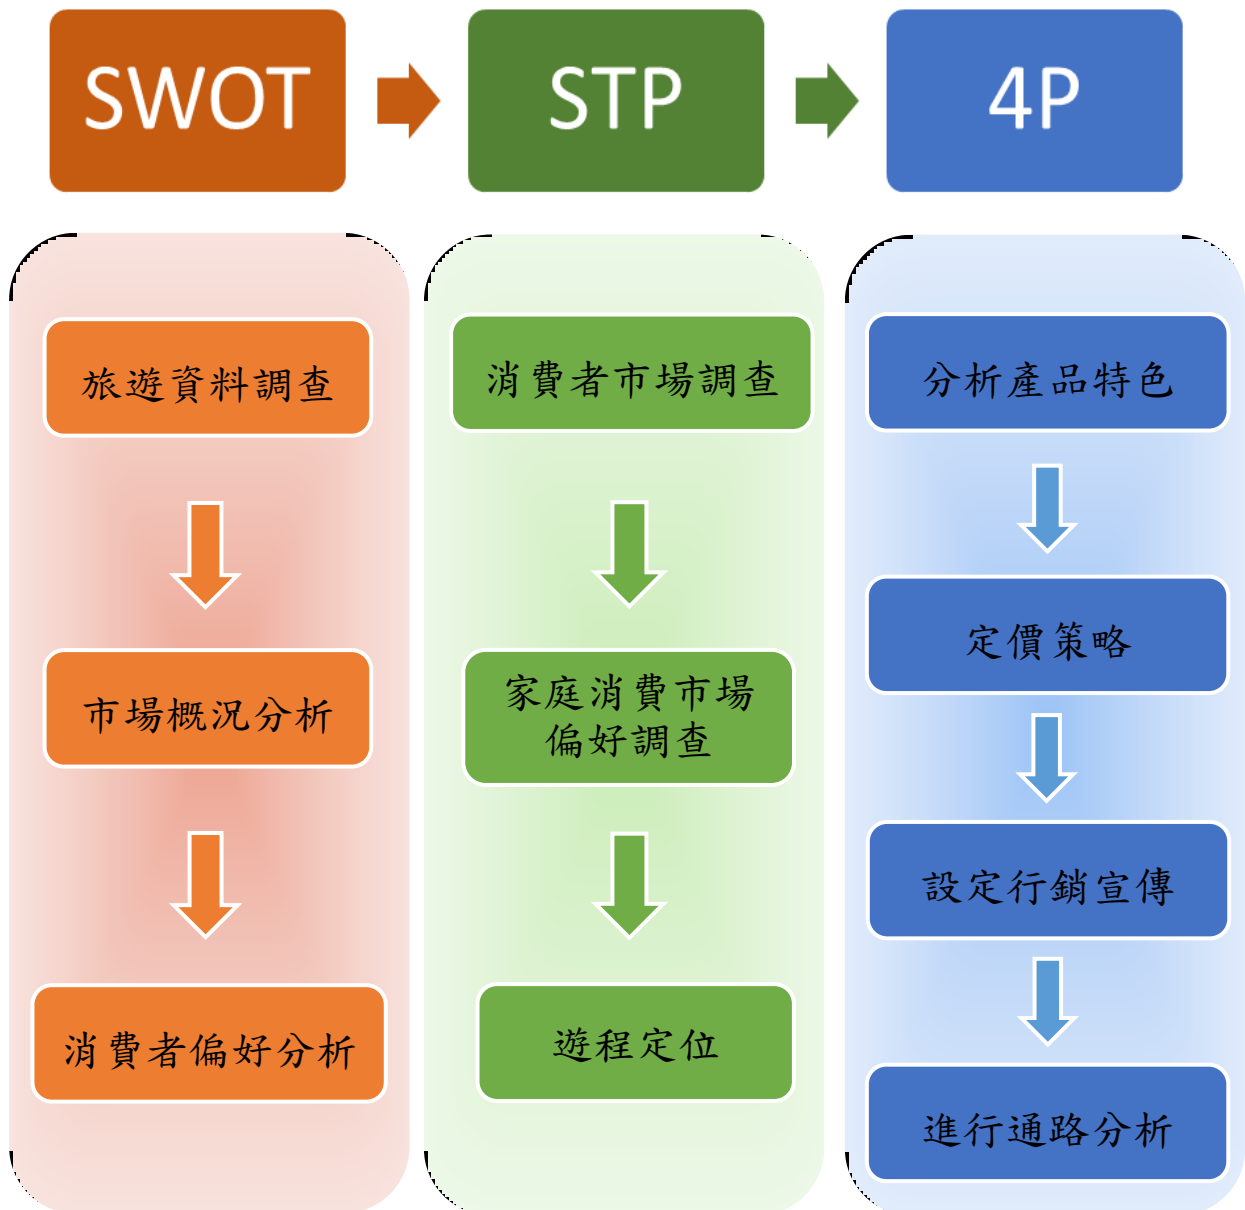 SWOT
STP
4P
旅遊資料調查
市場概況分析
消費者偏好分析
消費者市場調查
家庭消費市場
偏好調查
遊程定位
分析產品特色
定價策略
設定行銷宣傳
進行通路分析